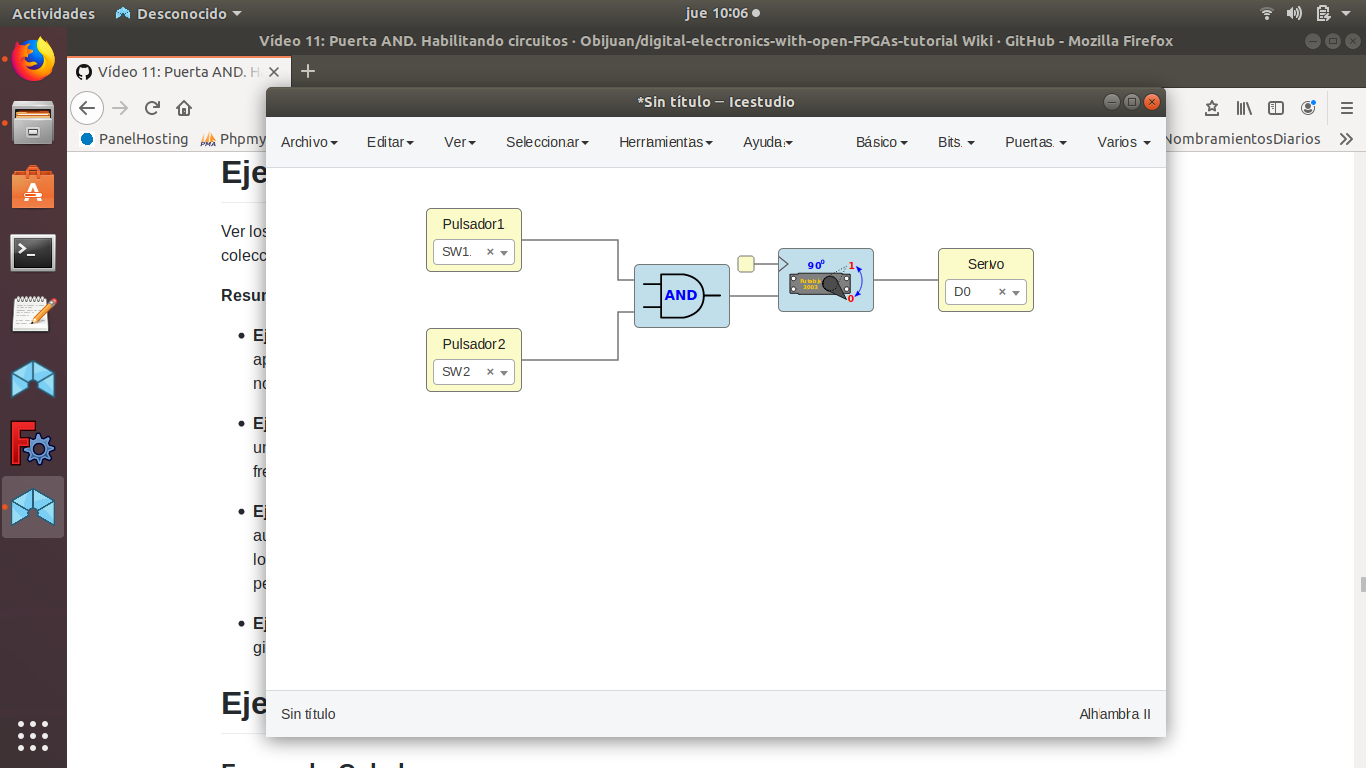 Actividades
Desconocido
jue 10:06
Vídeo 11: Puerta AND. Habilitando circuitos · Obijuan/digital-electronics-with-open-FPGAs-tutorial Wiki · GitHub - Mozilla Firefox
Vídeo 11: Puerta AND. H
*Sin título – Icestudio
PanelHosting
Phpmy
NombramientosDiarios
Archivo
Editar
Ver
Seleccionar
Herramientas
Ayuda
Básico
Bits
Puertas
Varios
Eje
Ver los
colecc
Resur
Ej
ap
no
Ej
un
fre
Ej
au
lo
pe
Ej
gi
Eje
Pulsador1
SW1
Pulsador2
SW2
AND
90º
1
0
Servo
D0
Sin título
Alhambra II